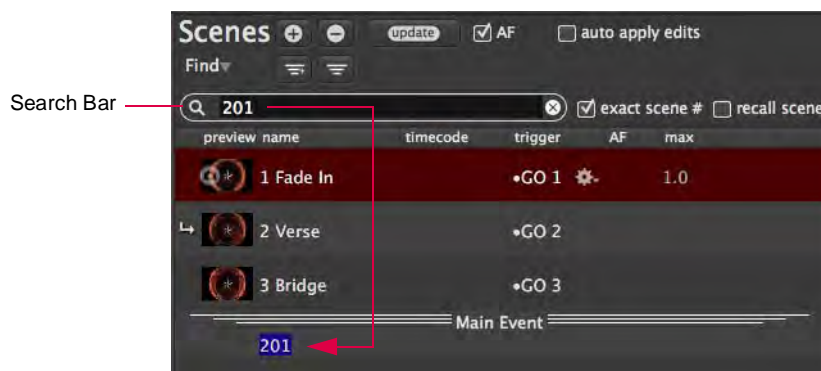 Scenes update AF auto apply edits
Find
Search Bar 201 exact scene # recall scene
preview name timecode trigger AF max
1 Fade In •GO 1 1.0
2 Verse •GO 2
3 Bridge •GO 3
Main Event
201